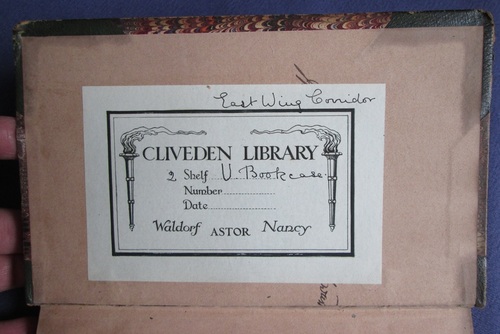 East Wing Corridor
CLIVEDEN LIBRARY
2 Shelf U. Bookcase.
Number
Date
Waldorf ASTOR Nancy